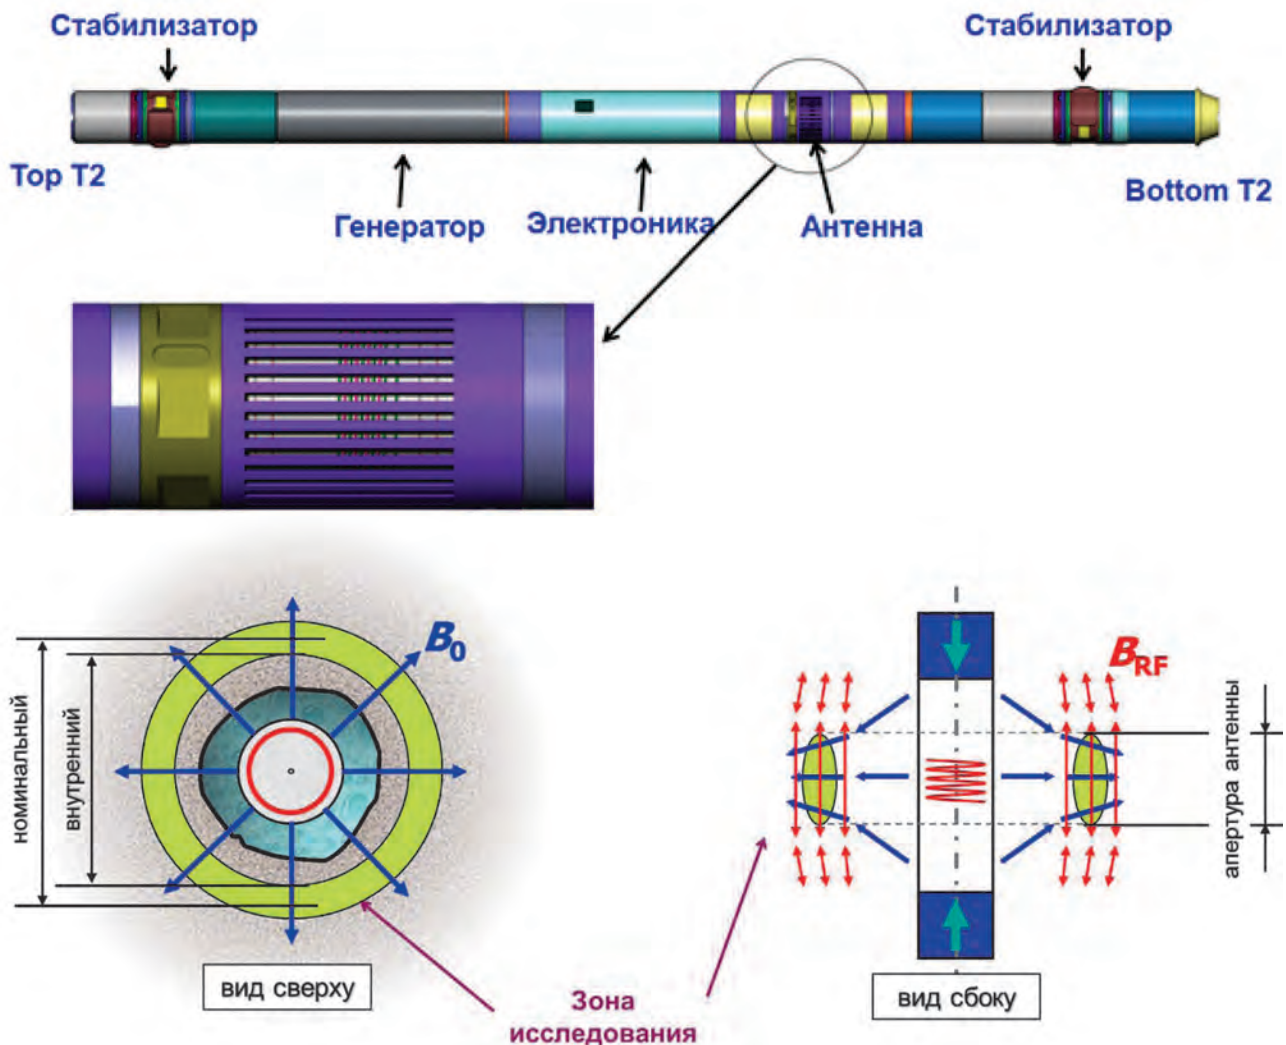 Стабилизатор
Стабилизатор
Top T2
Генератор
Электроника
Антенна
Bottom T2
B0
номинальный
внутренний
вид сверху
BRF
апертура антенны
вид сбоку
Зона
исследования